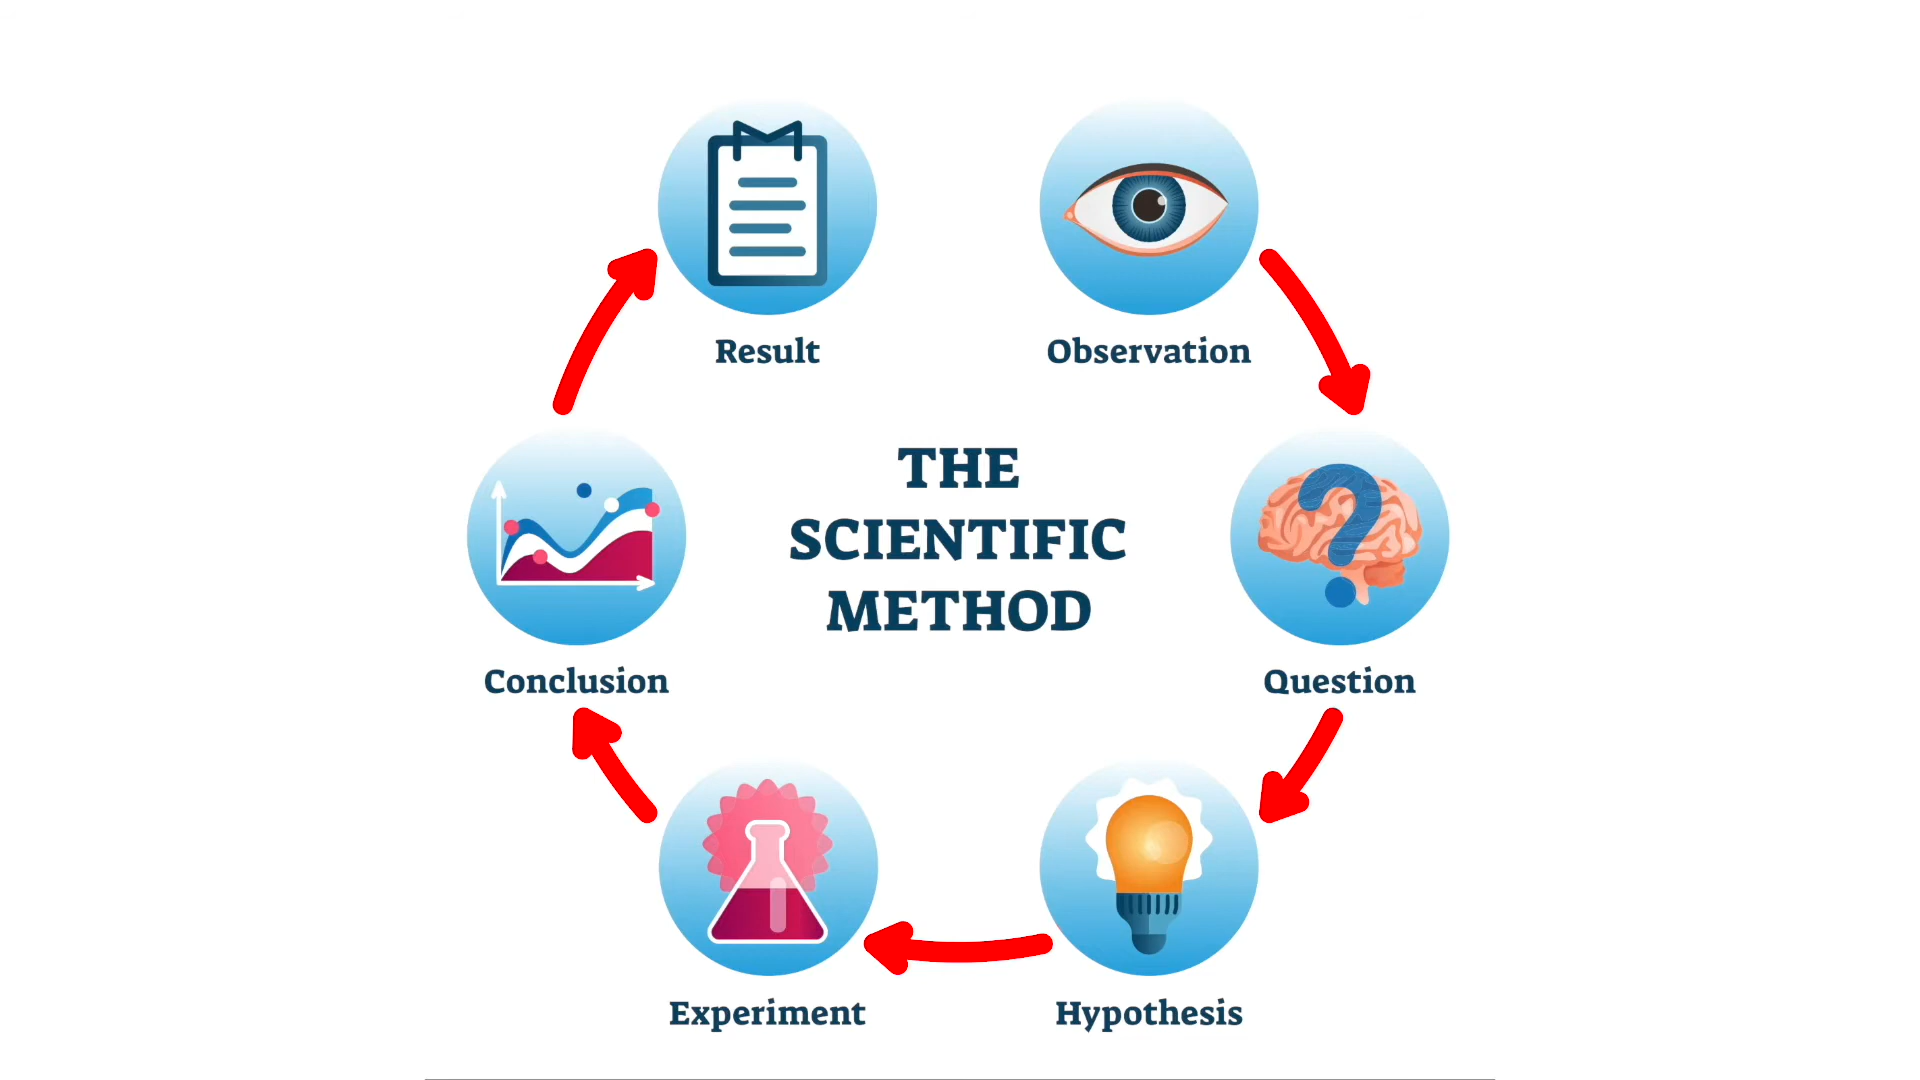 Result
Observation
THE
SCIENTIFIC
METHOD
Conclusion
Question
Experiment
Hypothesis